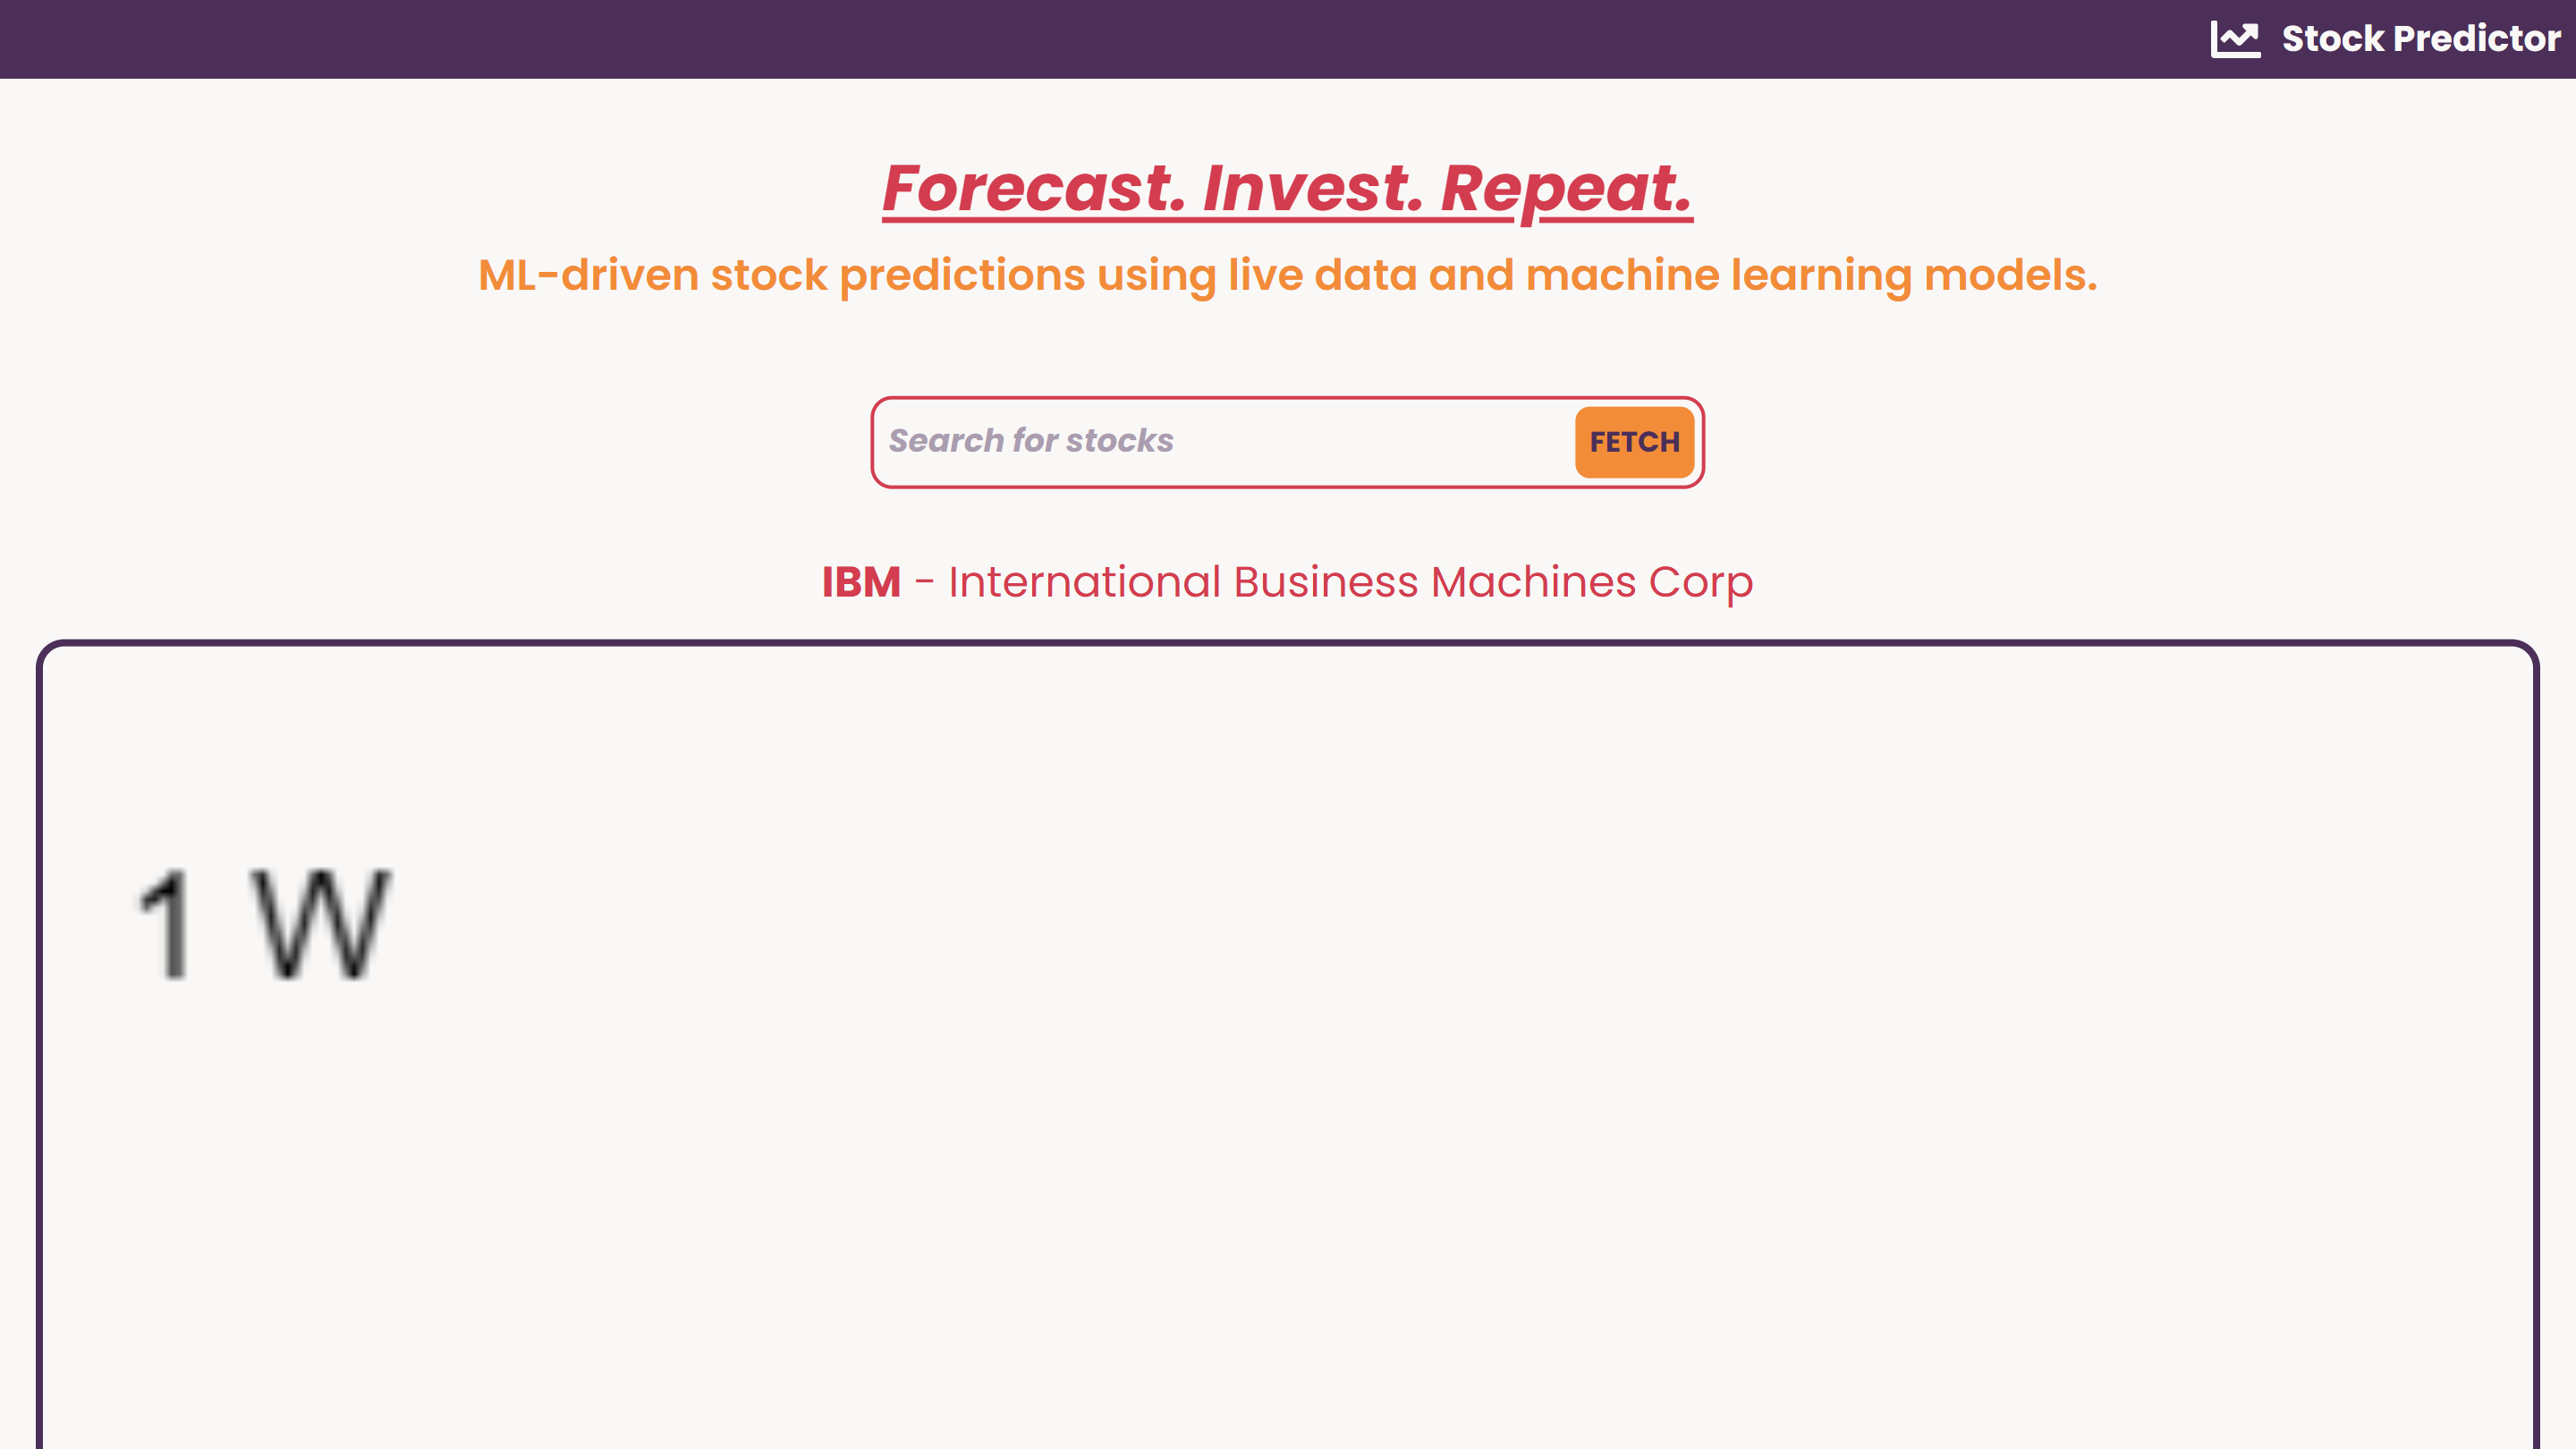 Stock Predictor
Forecast. Invest. Repeat.
ML-driven stock predictions using live data and machine learning models.
Search for stocks
FETCH
IBM - International Business Machines Corp
1 W